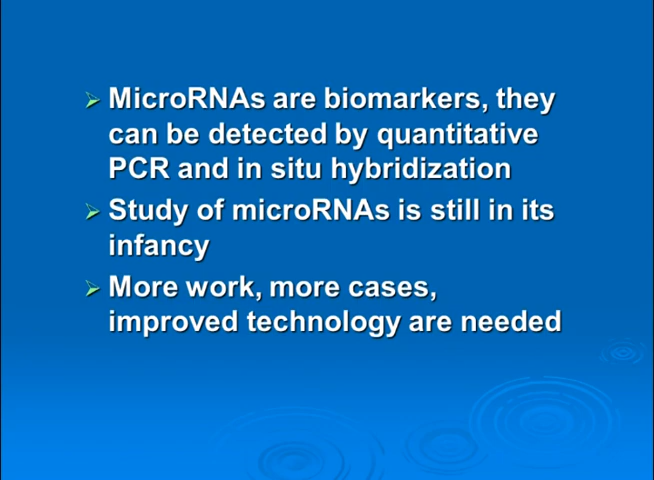 MicroRNAs are biomarkers, they
can be detected by quantitative
PCR and in situ hybridization
Study of microRNAs is still in its
infancy
More work, more cases,
improved technology are needed